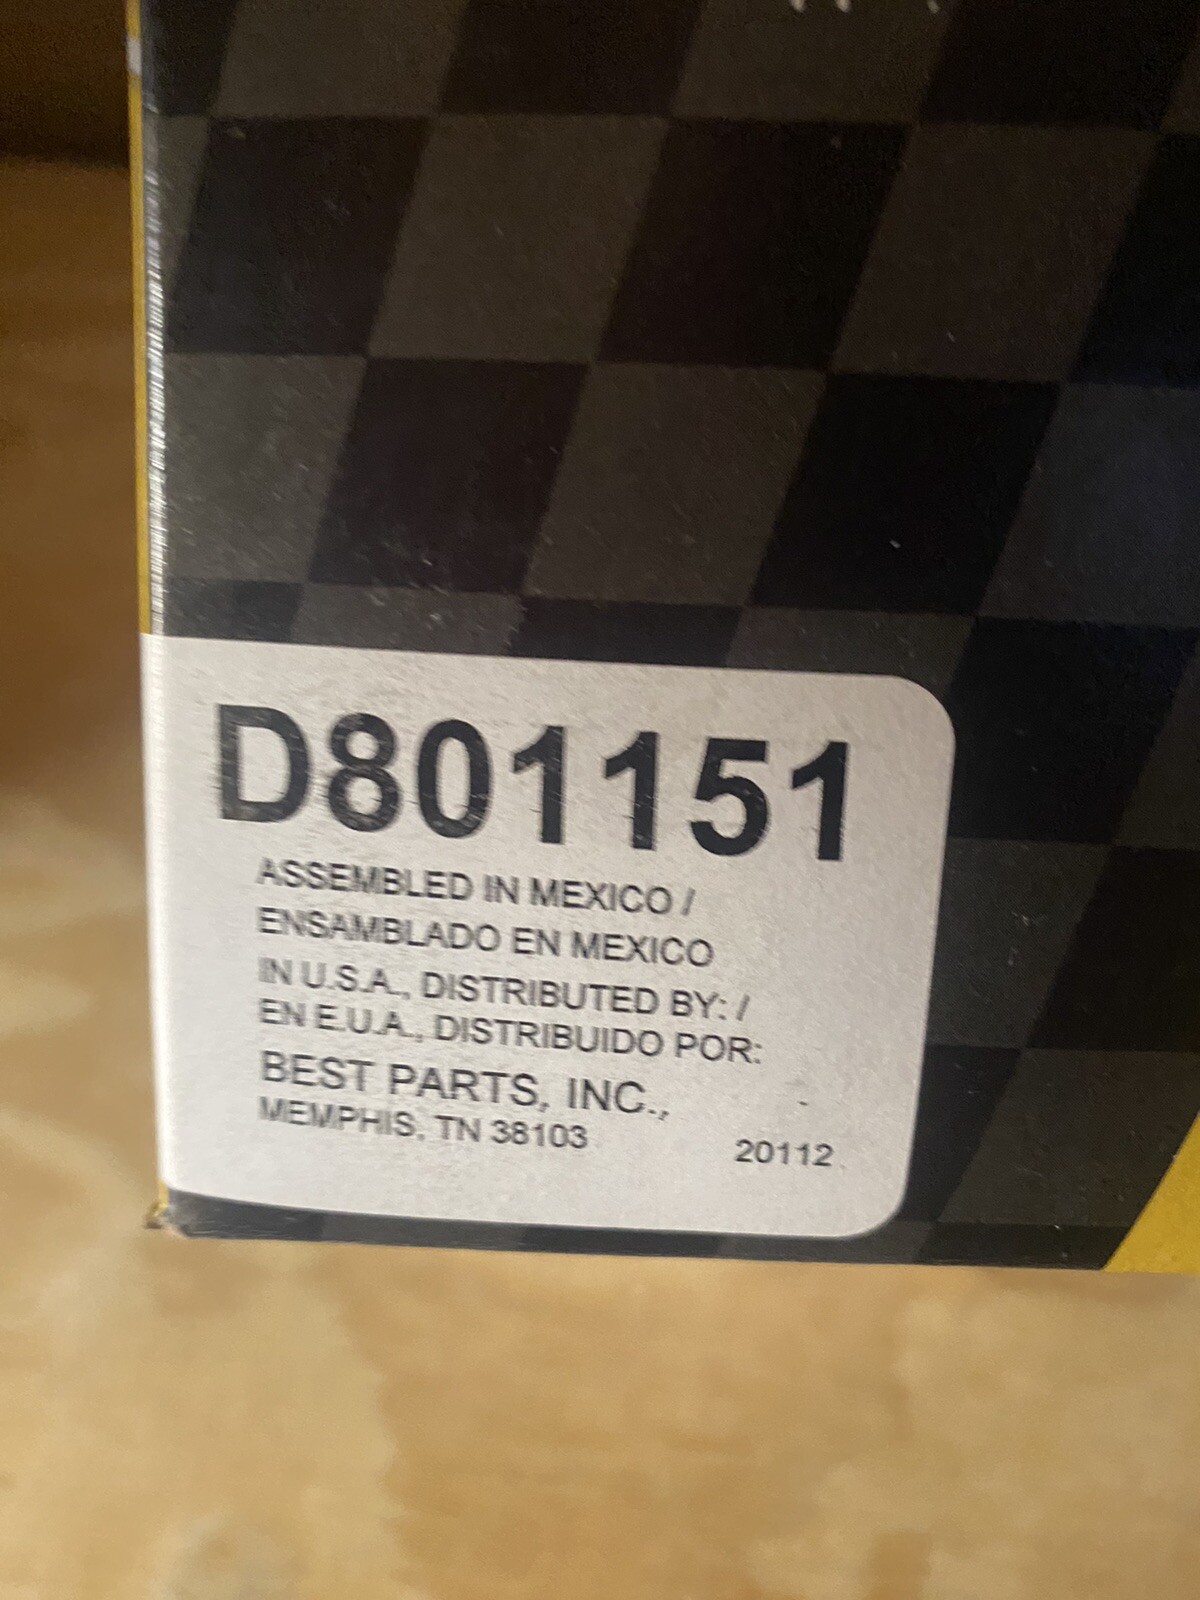 D801151
ASSEMBLED IN MEXICO /
ENSAMBLADO EN MEXICO
IN U.S.A., DISTRIBUTED BY: /
EN E.U.A., DISTRIBUIDO POR:
BEST PARTS, INC.,
MEMPHIS, TN 38103
20112